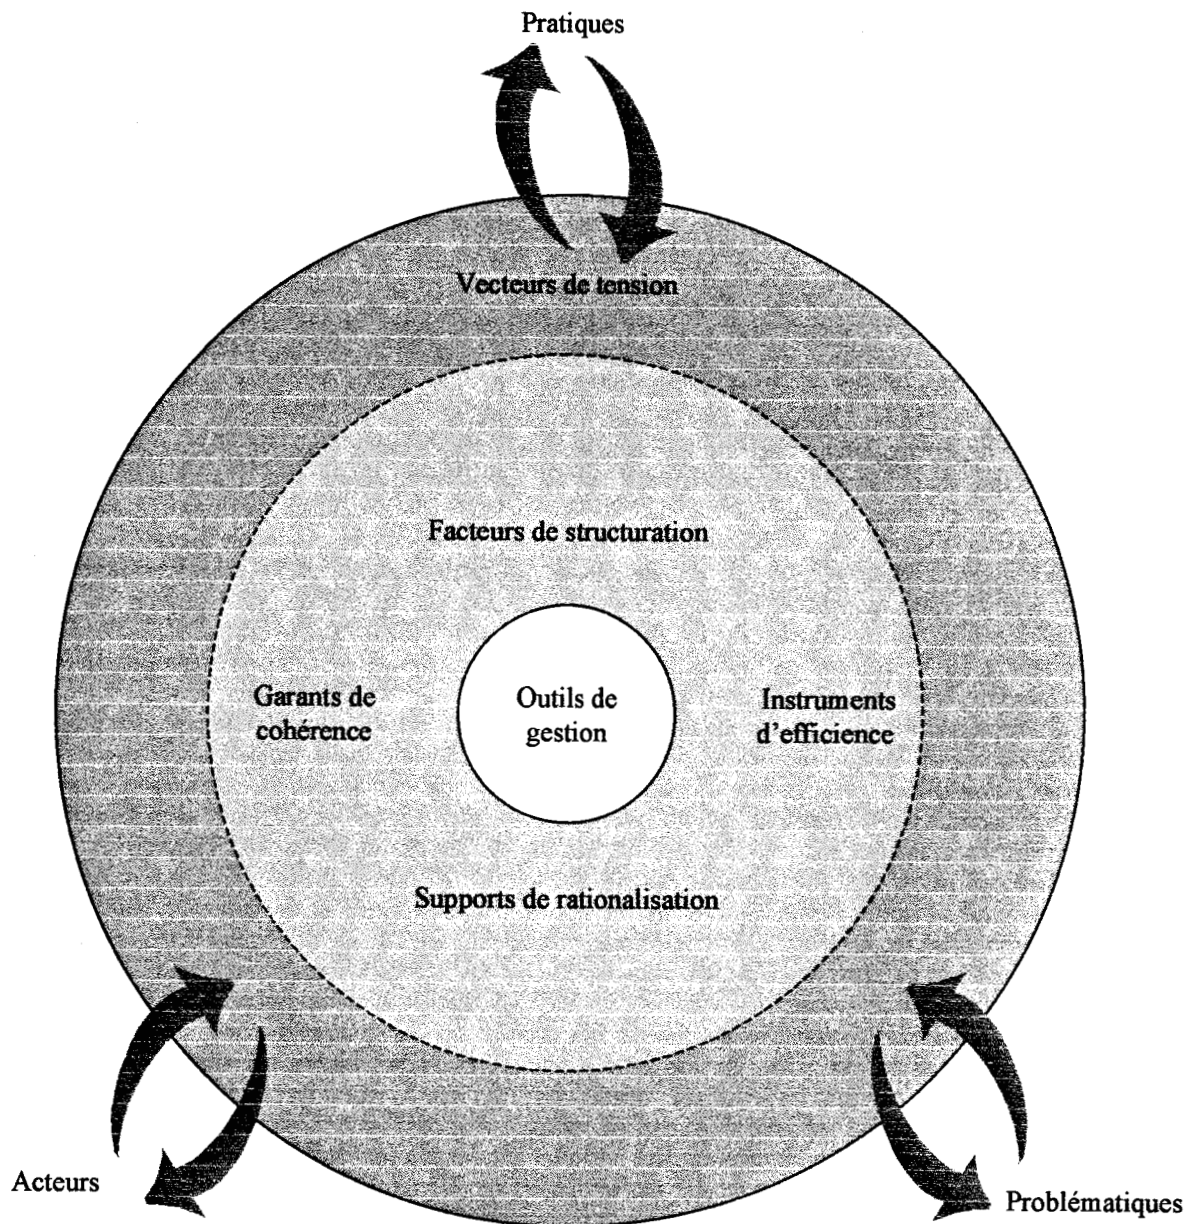 Pratiques
Vecteurs de tension
Facteurs de structuration
Garants de
cohérence
Outils de
gestion
Instruments
d'efficience
Supports de rationalisation
Acteurs
Problématiques